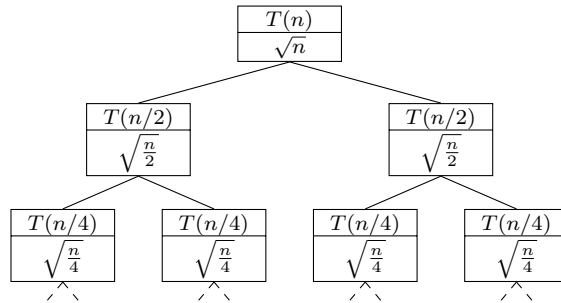 T(n)
√n
T(n/2) T(n/2)
√(n/2) √(n/2)
T(n/4) T(n/4) T(n/4) T(n/4)
√(n/4) √(n/4) √(n/4) √(n/4)